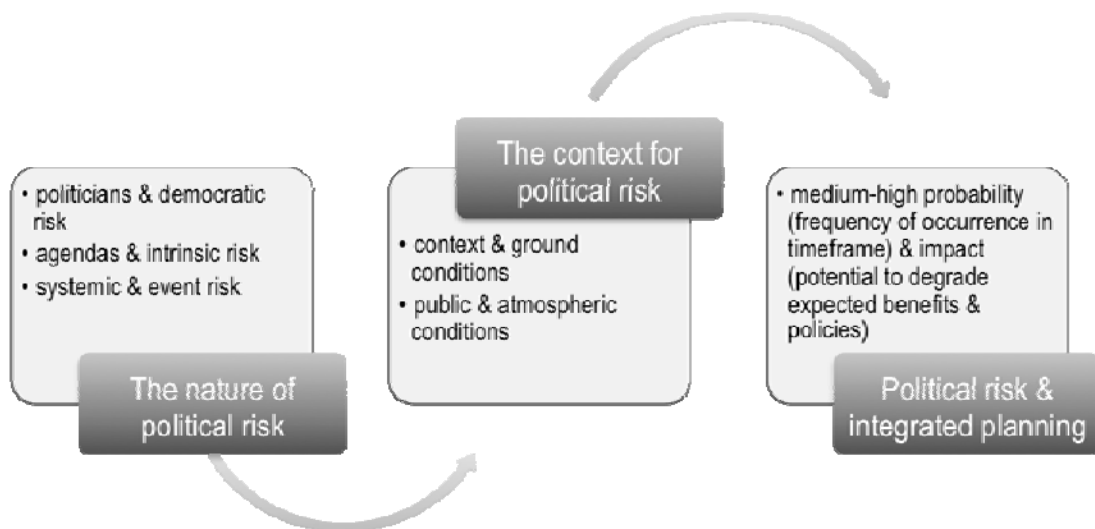 • politicians & democratic
risk
• agendas & intrinsic risk
• systemic & event risk
The nature of
political risk
The context for
political risk
• context & ground
conditions
• public & atmospheric
conditions
• medium-high probability
(frequency of occurrence in
timeframe) & impact
(potential to degrade
expected benefits &
policies)
Political risk &
integrated planning